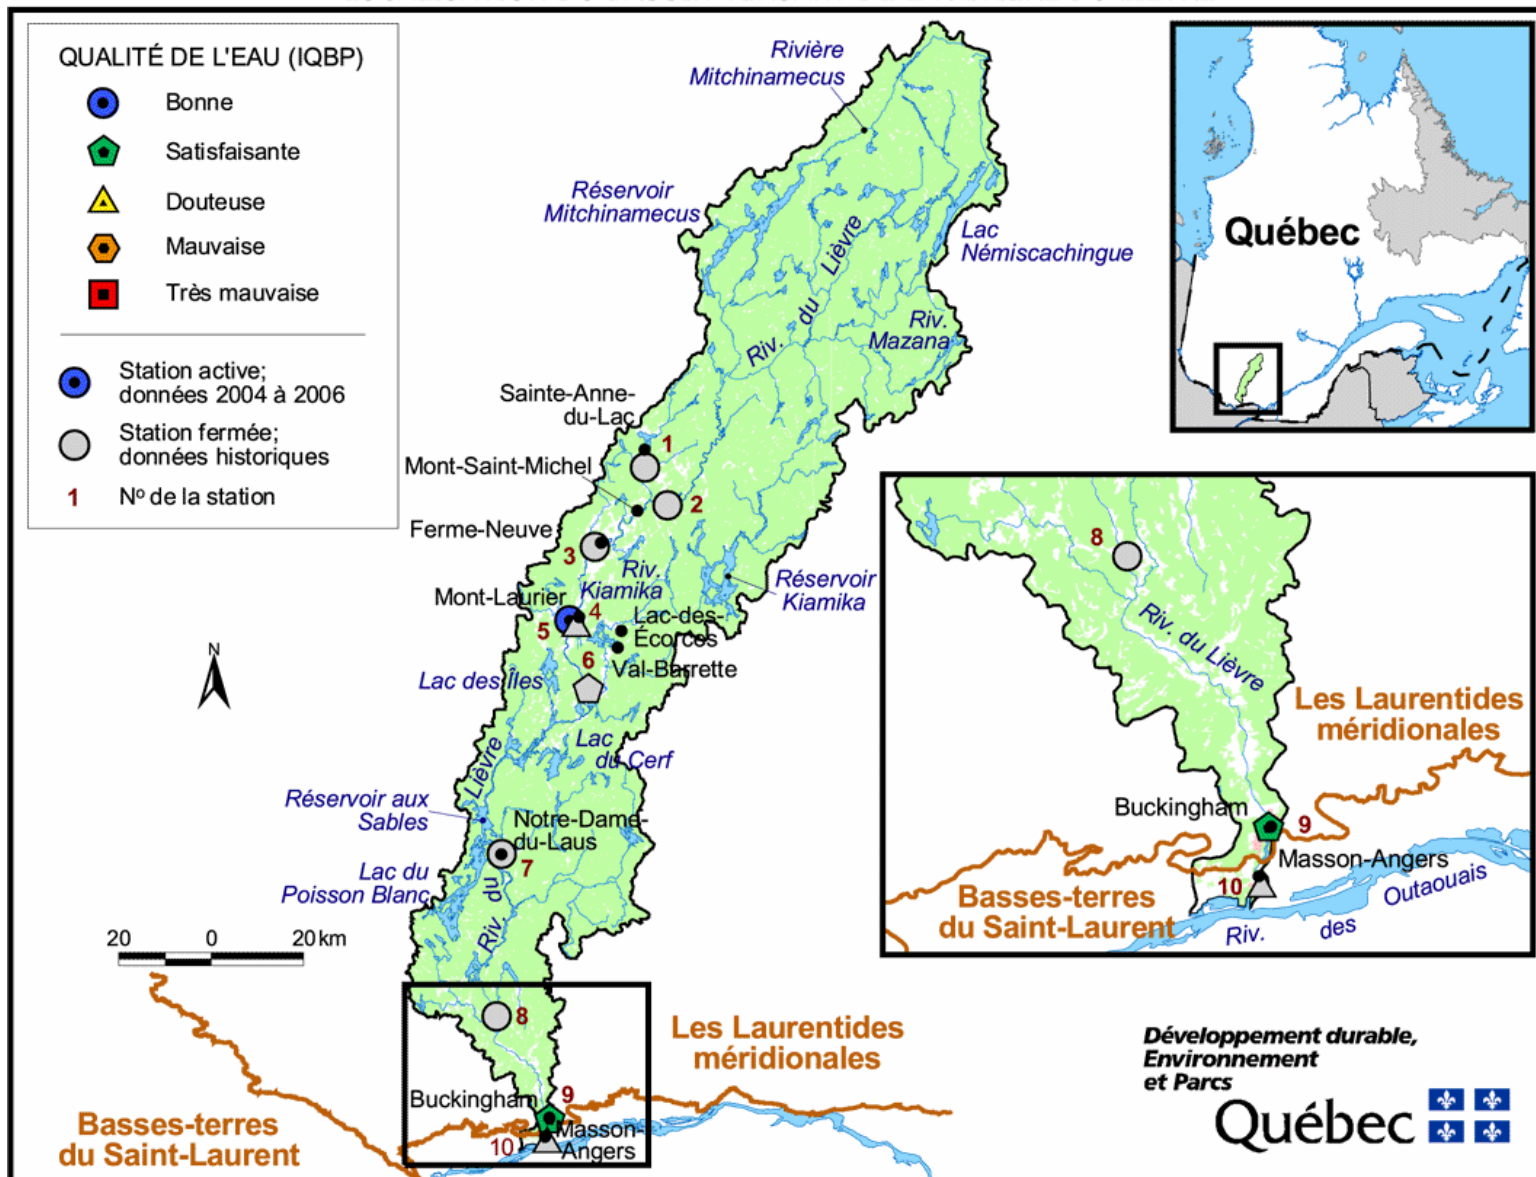 QUALITÉ DE L'EAU (IQBP)
Bonne
Satisfaisante
Douteuse
Mauvaise
Très mauvaise
Station active;
données 2004 à 2006
Station fermée;
données historiques
1
Nº de la station
Rivière
Mitchinamecus
Réservoir
Mitchinamecus
Lac
Némiscachingue
Riv. du Lièvre
Riv.
Mazana
Sainte-Anne-
du-Lac
1
Mont-Saint-Michel
2
Ferme-Neuve
3
Riv.
Kiamika
Réservoir
Kiamika
Mont-Laurier
4
5
Lac-des-
Écorces
6
Val-Barrette
Lac des Îles
Lac
du Cerf
Réservoir aux
Sables
Notre-Dame-
du-Laus
7
Lac du
Poisson Blanc
Riv. du Lièvre
N
20 0 20 km
8
Buckingham
9
Masson-
Angers
10
Les Laurentides
méridionales
Basses-terres
du Saint-Laurent
Québec
8
Riv. du Lièvre
Les Laurentides
méridionales
Buckingham
9
Masson-Angers
10
Basses-terres
du Saint-Laurent
Riv. des Outaouais
Développement durable,
Environnement
et Parcs
Québec